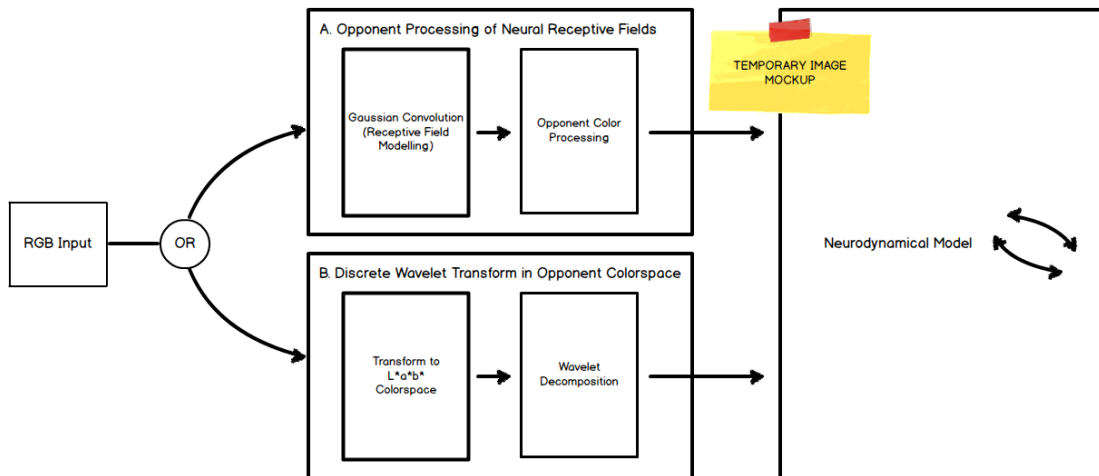 A. Opponent Processing of Neural Receptive Fields
TEMPORARY IMAGE
MOCKUP
Gaussian Convolution
(Receptive Field
Modelling)
Opponent Color
Processing
RGB Input
OR
Neurodynamical Model
B. Discrete Wavelet Transform in Opponent Colorspace
Transform to
L*a*b*
Colorspace
Wavelet
Decomposition